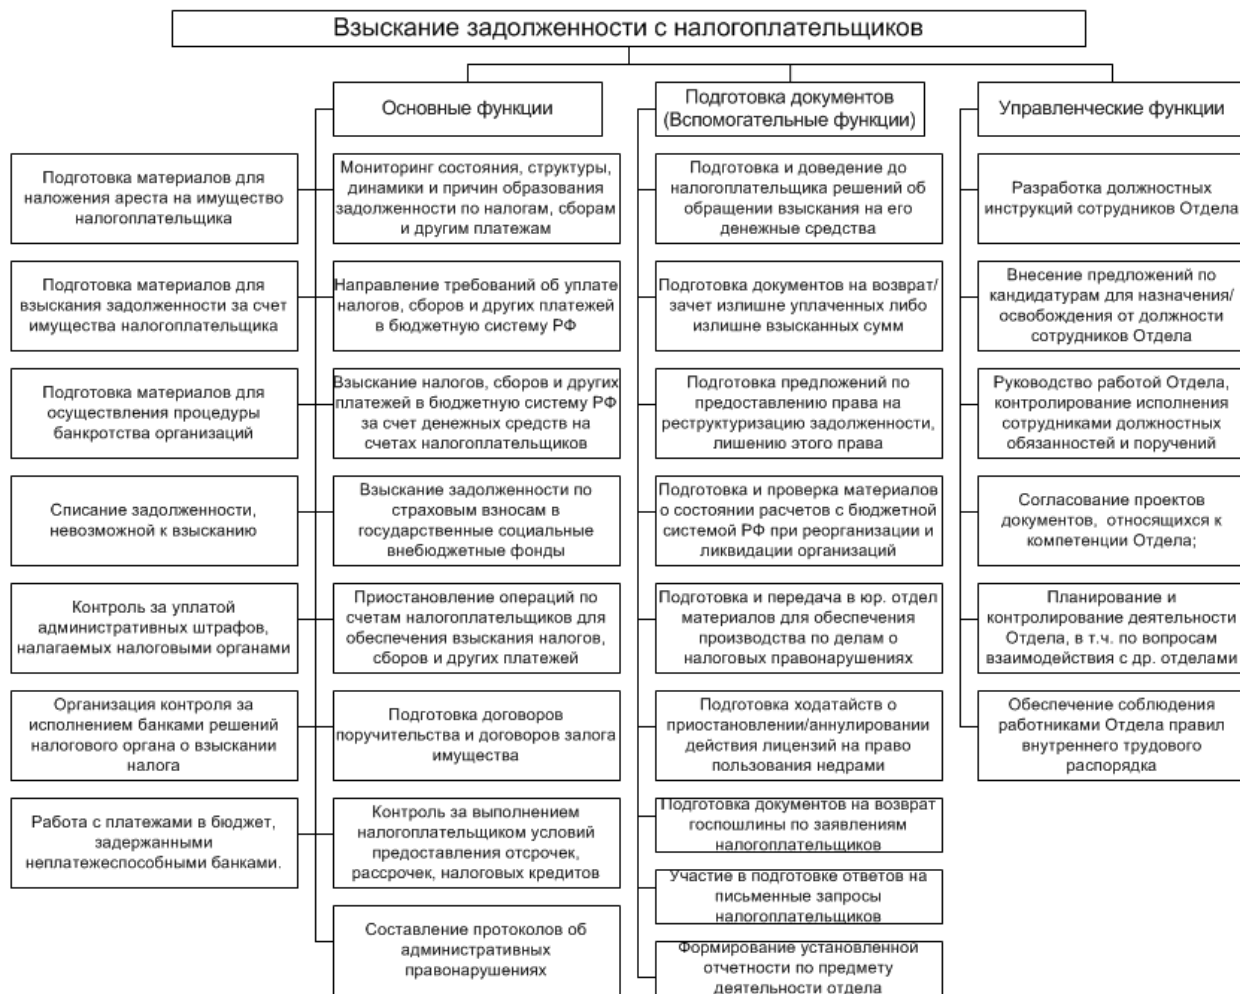 Взыскание задолженности с налогоплательщиков
Основные функции
Подготовка материалов для
наложения ареста на имущество
налогоплательщика
Подготовка материалов для
взыскания задолженности за счет
имущества налогоплательщика
Подготовка материалов для
осуществления процедуры
банкротства организаций
Списание задолженности,
невозможной к взысканию
Контроль за уплатой
административных штрафов,
налагаемых налоговыми органами
Организация контроля за
исполнением банками решений
налогового органа о взыскании
налога
Работа с платежами в бюджет,
задержанными
неплатежеспособными банками.
Мониторинг состояния, структуры,
динамики и причин образования
задолженности по налогам, сборам
и другим платежам
Направление требований об уплате
налогов, сборов и других платежей
в бюджетную систему РФ
Взыскание налогов, сборов и других
платежей в бюджетную систему РФ
за счет денежных средств на
счетах налогоплательщиков
Взыскание задолженности по
страховым взносам в
государственные социальные
внебюджетные фонды
Приостановление операций по
счетам налогоплательщиков для
обеспечения взыскания налогов,
сборов и других платежей
Подготовка договоров
поручительства и договоров залога
имущества
Контроль за выполнением
налогоплательщиком условий
предоставления отсрочек,
рассрочек, налоговых кредитов
Составление протоколов об
административных
правонарушениях
Подготовка документов
(Вспомогательные функции)
Подготовка и доведение до
налогоплательщика решений об
обращении взыскания на его
денежные средства
Подготовка документов на возврат/
зачет излишне уплаченных либо
излишне взысканных сумм
Подготовка предложений по
предоставлению права на
реструктуризацию задолженности,
лишению этого права
Подготовка и проверка материалов
о состоянии расчетов с бюджетной
системой РФ при реорганизации и
ликвидации организаций
Подготовка и передача в юр. отдел
материалов для обеспечения
производства по делам о
налоговых правонарушениях
Подготовка ходатайств о
приостановлении/аннулировании
действия лицензий на право
пользования недрами
Подготовка документов на возврат
госпошлины по заявлениям
налогоплательщиков
Участие в подготовке ответов на
письменные запросы
налогоплательщиков
Формирование установленной
отчетности по предмету
деятельности отдела
Управленческие функции
Разработка должностных
инструкций сотрудников Отдела
Внесение предложений по
кандидатурам для назначения/
освобождения от должности
сотрудников Отдела
Руководство работой Отдела,
контролирование исполнения
сотрудниками должностных
обязанностей и поручений
Согласование проектов
документов, относящихся к
компетенции Отдела;
Планирование и
контролирование деятельности
Отдела, в т.ч. по вопросам
взаимодействия с др. отделами
Обеспечение соблюдения
работниками Отдела правил
внутреннего трудового
распорядка